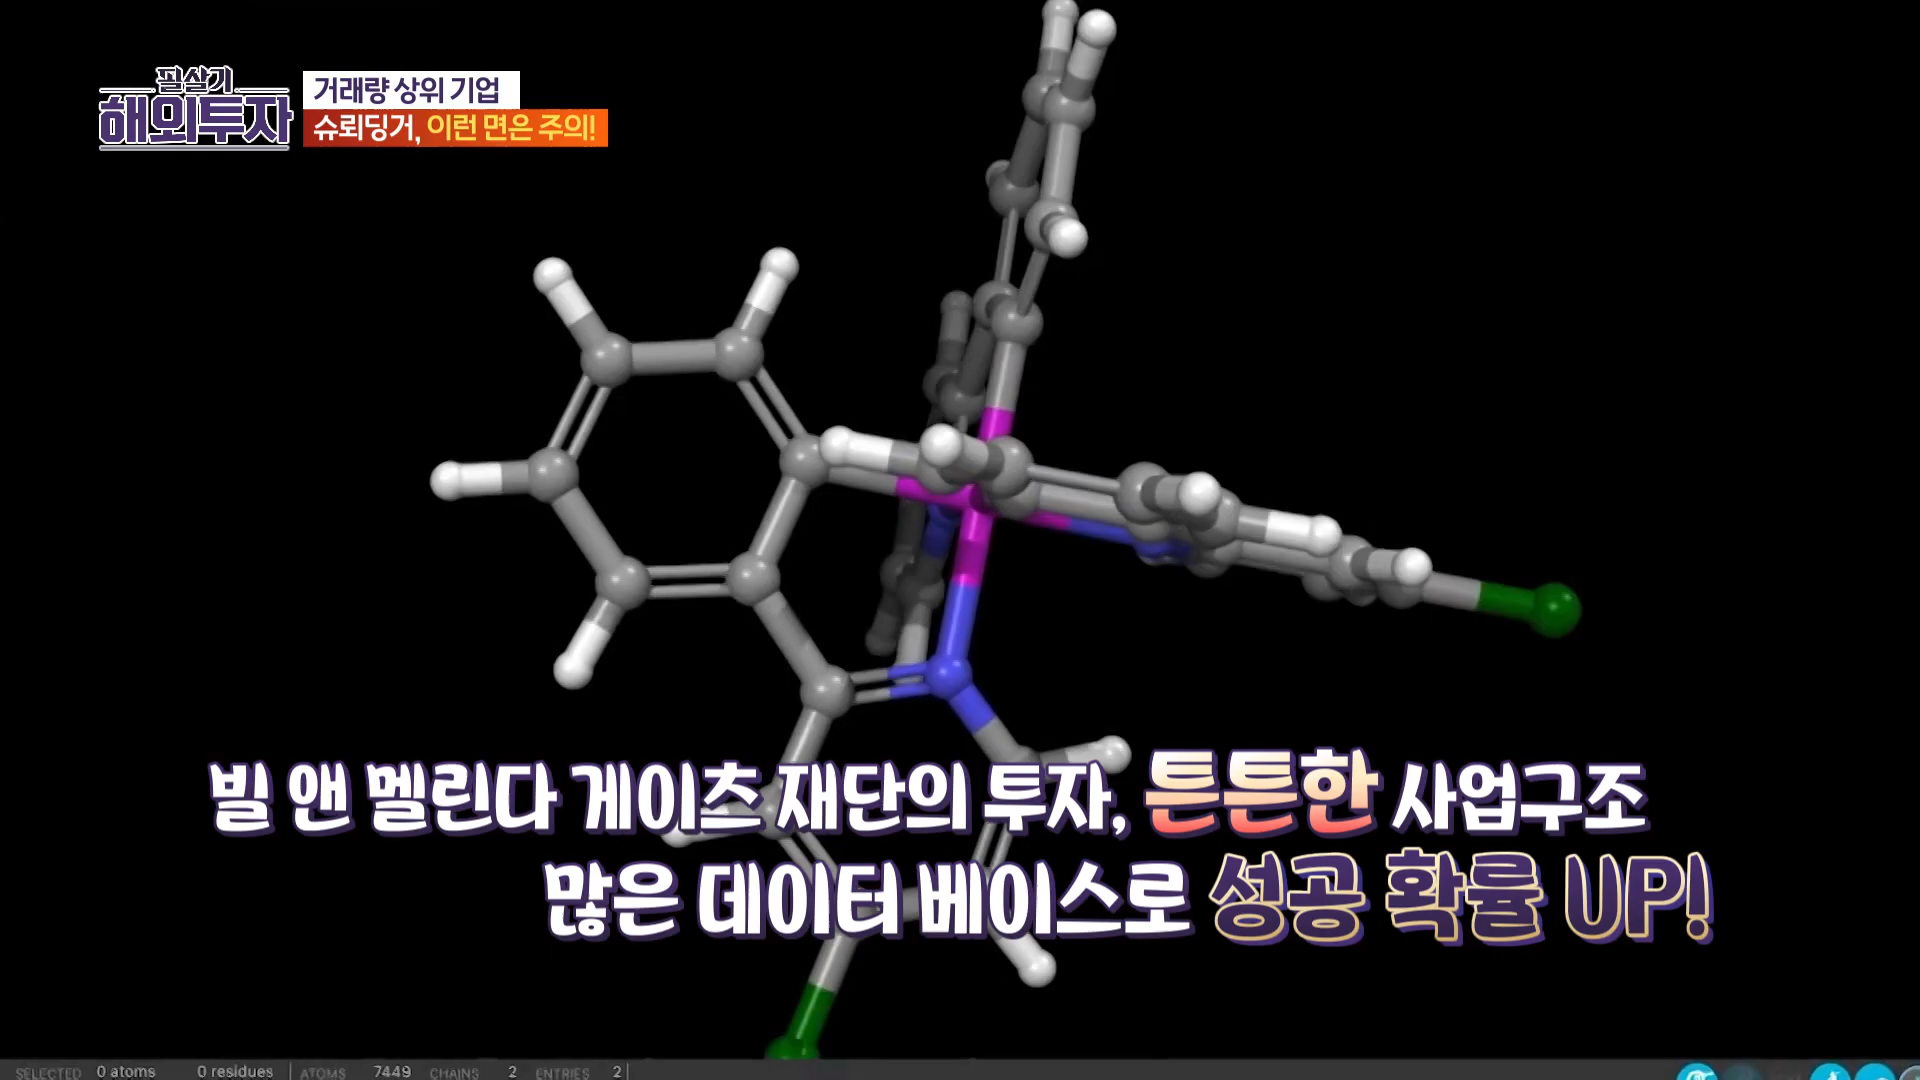 필살기
해외투자
거래량 상위 기업
슈뢰딩거, 이런 면은 주의!
빌 앤 멜린다 게이츠 재단의 투자, 튼튼한 사업구조
많은 데이터 베이스로 성공 확률 UP!
SELECTED 0 atoms 0 residues ATOMS 7449 CHAINS 2 ENTRIES 2